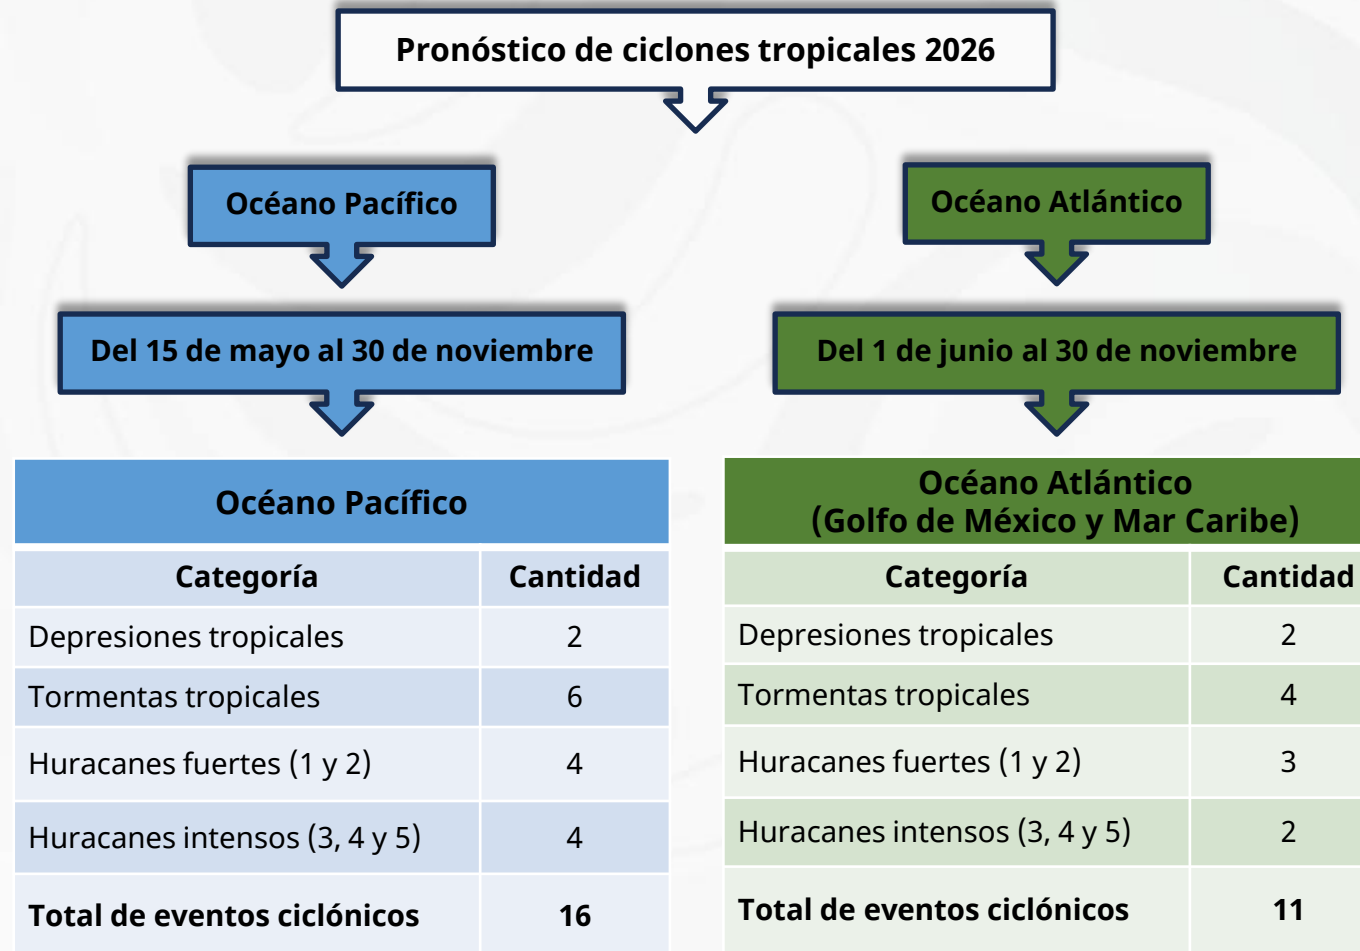 Pronóstico de ciclones tropicales 2026
Océano Pacífico
Del 15 de mayo al 30 de noviembre
Océano Pacífico
Categoría Cantidad
Depresiones tropicales 2
Tormentas tropicales 6
Huracanes fuertes (1 y 2) 4
Huracanes intensos (3, 4 y 5) 4
Total de eventos ciclónicos 16
Océano Atlántico
Del 1 de junio al 30 de noviembre
Océano Atlántico
(Golfo de México y Mar Caribe)
Categoría Cantidad
Depresiones tropicales 2
Tormentas tropicales 4
Huracanes fuertes (1 y 2) 3
Huracanes intensos (3, 4 y 5) 2
Total de eventos ciclónicos 11